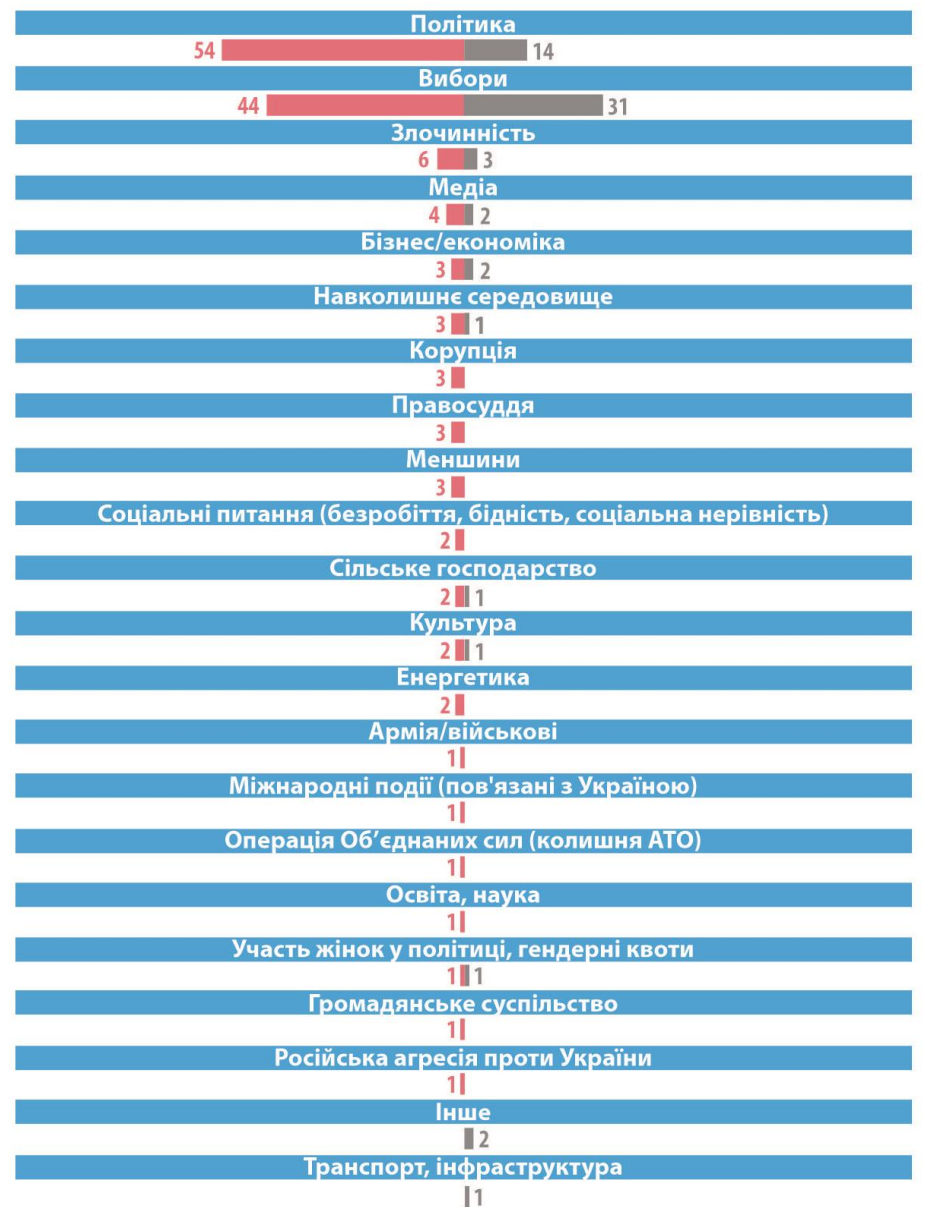 Політика
54 14
Вибори
44 31
Злочинність
6 3
Медіа
4 2
Бізнес/економіка
3 2
Навколишнє середовище
3 1
Корупція
3
Правосуддя
3
Меншини
3
Соціальні питання (безробіття, бідність, соціальна нерівність)
2
Сільське господарство
2 1
Культура
2 1
Енергетика
2
Армія/військові
1
Міжнародні події (пов'язані з Україною)
1
Операція Об’єднаних сил (колишня АТО)
1
Освіта, наука
1
Участь жінок у політиці, гендерні квоти
1 1
Громадянське суспільство
1
Російська агресія проти України
1
Інше
2
Транспорт, інфраструктура
1